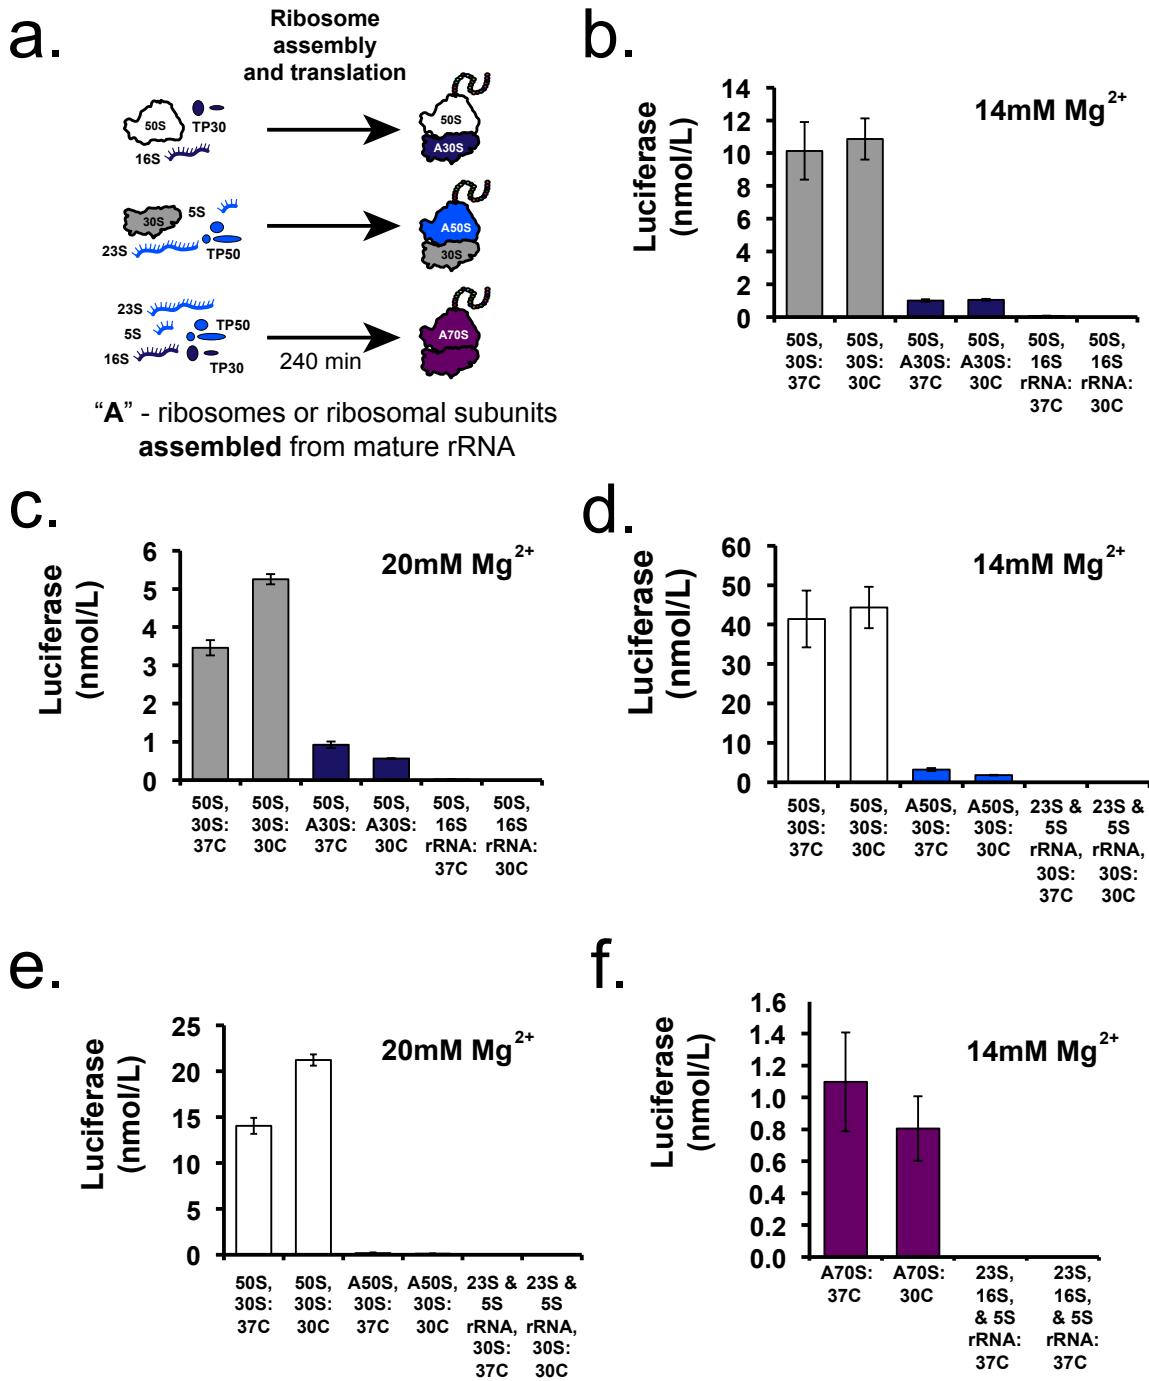 a.
Ribosome
assembly
and translation
50S
TP30
16S
50S
A30S
30S
5S
23S
TP50
A50S
30S
23S
5S
TP50
16S
TP30
240 min
A70S
“A” - ribosomes or ribosomal subunits
assembled from mature rRNA
b.
14mM Mg2+
Luciferase
(nmol/L)
14
12
10
8
6
4
2
0
50S,
30S:
37C
50S,
30S:
30C
50S,
A30S:
37C
50S,
A30S:
30C
50S,
16S
rRNA:
37C
50S,
16S
rRNA:
30C
c.
20mM Mg2+
Luciferase
(nmol/L)
6
5
4
3
2
1
0
50S,
30S:
37C
50S,
30S:
30C
50S,
A30S:
37C
50S,
A30S:
30C
50S,
16S
rRNA:
37C
50S,
16S
rRNA:
30C
d.
14mM Mg2+
Luciferase
(nmol/L)
60
50
40
30
20
10
0
50S,
30S:
37C
50S,
30S:
30C
A50S,
30S:
37C
A50S,
30S:
30C
23S &
5S
rRNA,
30S:
37C
23S &
5S
rRNA,
30S:
30C
e.
20mM Mg2+
Luciferase
(nmol/L)
25
20
15
10
5
0
50S,
30S:
37C
50S,
30S:
30C
A50S,
30S:
37C
A50S,
30S:
30C
23S &
5S
rRNA,
30S:
37C
23S &
5S
rRNA,
30S:
30C
f.
14mM Mg2+
Luciferase
(nmol/L)
1.6
1.4
1.2
1.0
0.8
0.6
0.4
0.2
0.0
A70S:
37C
A70S:
30C
23S,
16S,
& 5S
rRNA:
37C
23S,
16S,
& 5S
rRNA:
37C